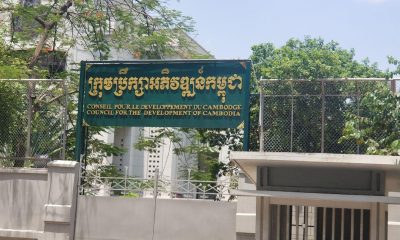 ក្រុមប្រឹក្សាអភិវឌ្ឍន៍កម្ពុជា
CONSEIL POUR LE DEVELOPPEMENT DU CAMBODGE
COUNCIL FOR THE DEVELOPMENT OF CAMBODIA